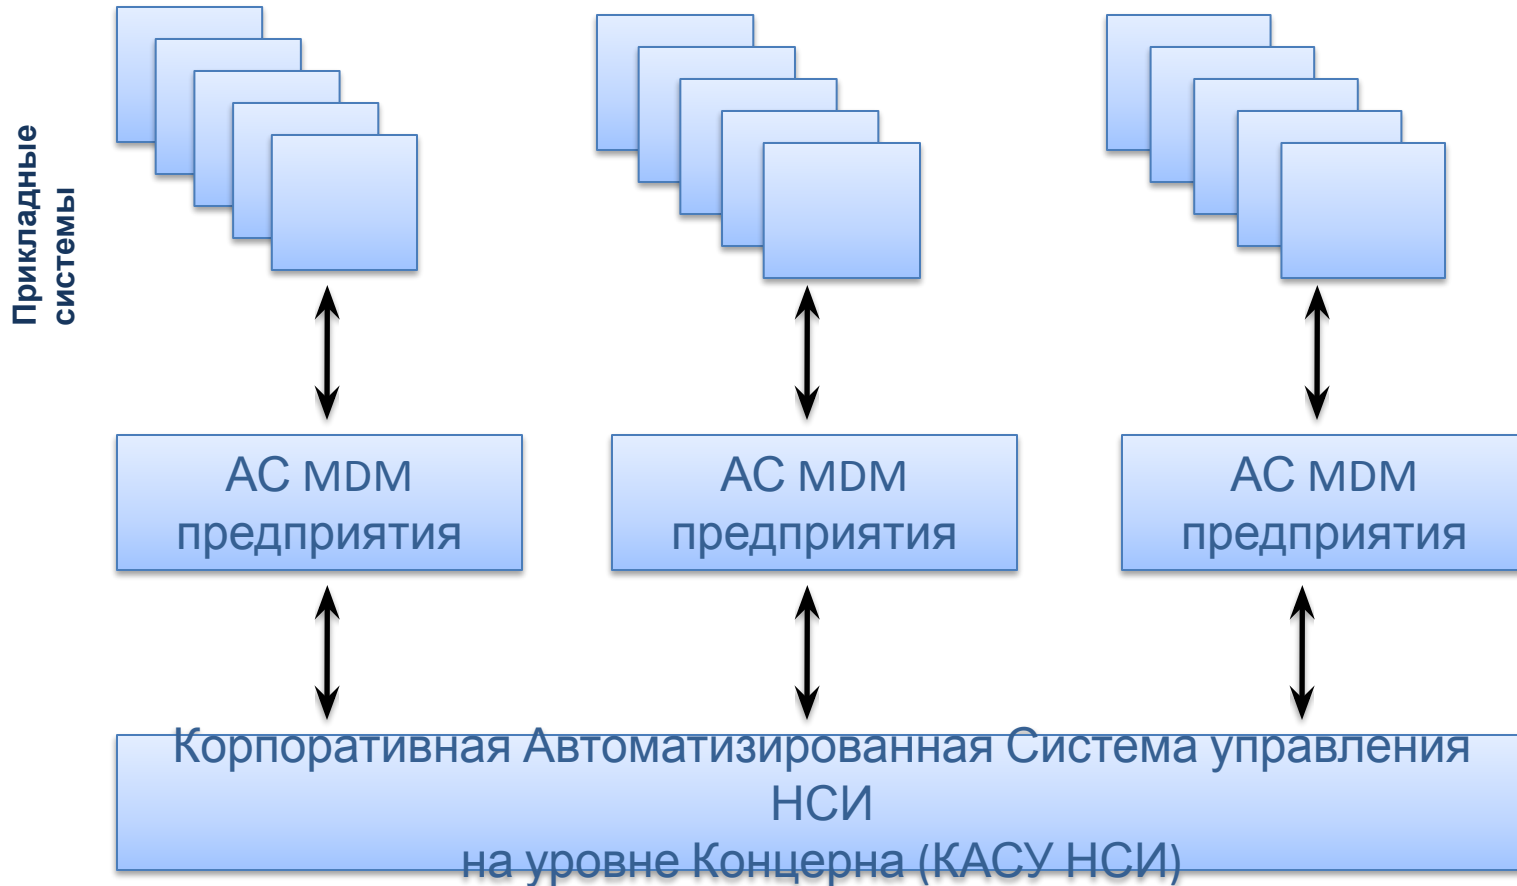 Прикладные
системы
АС MDM
предприятия
АС MDM
предприятия
АС MDM
предприятия
Корпоративная Автоматизированная Система управления
НСИ
на уровне Концерна (КАСУ НСИ)